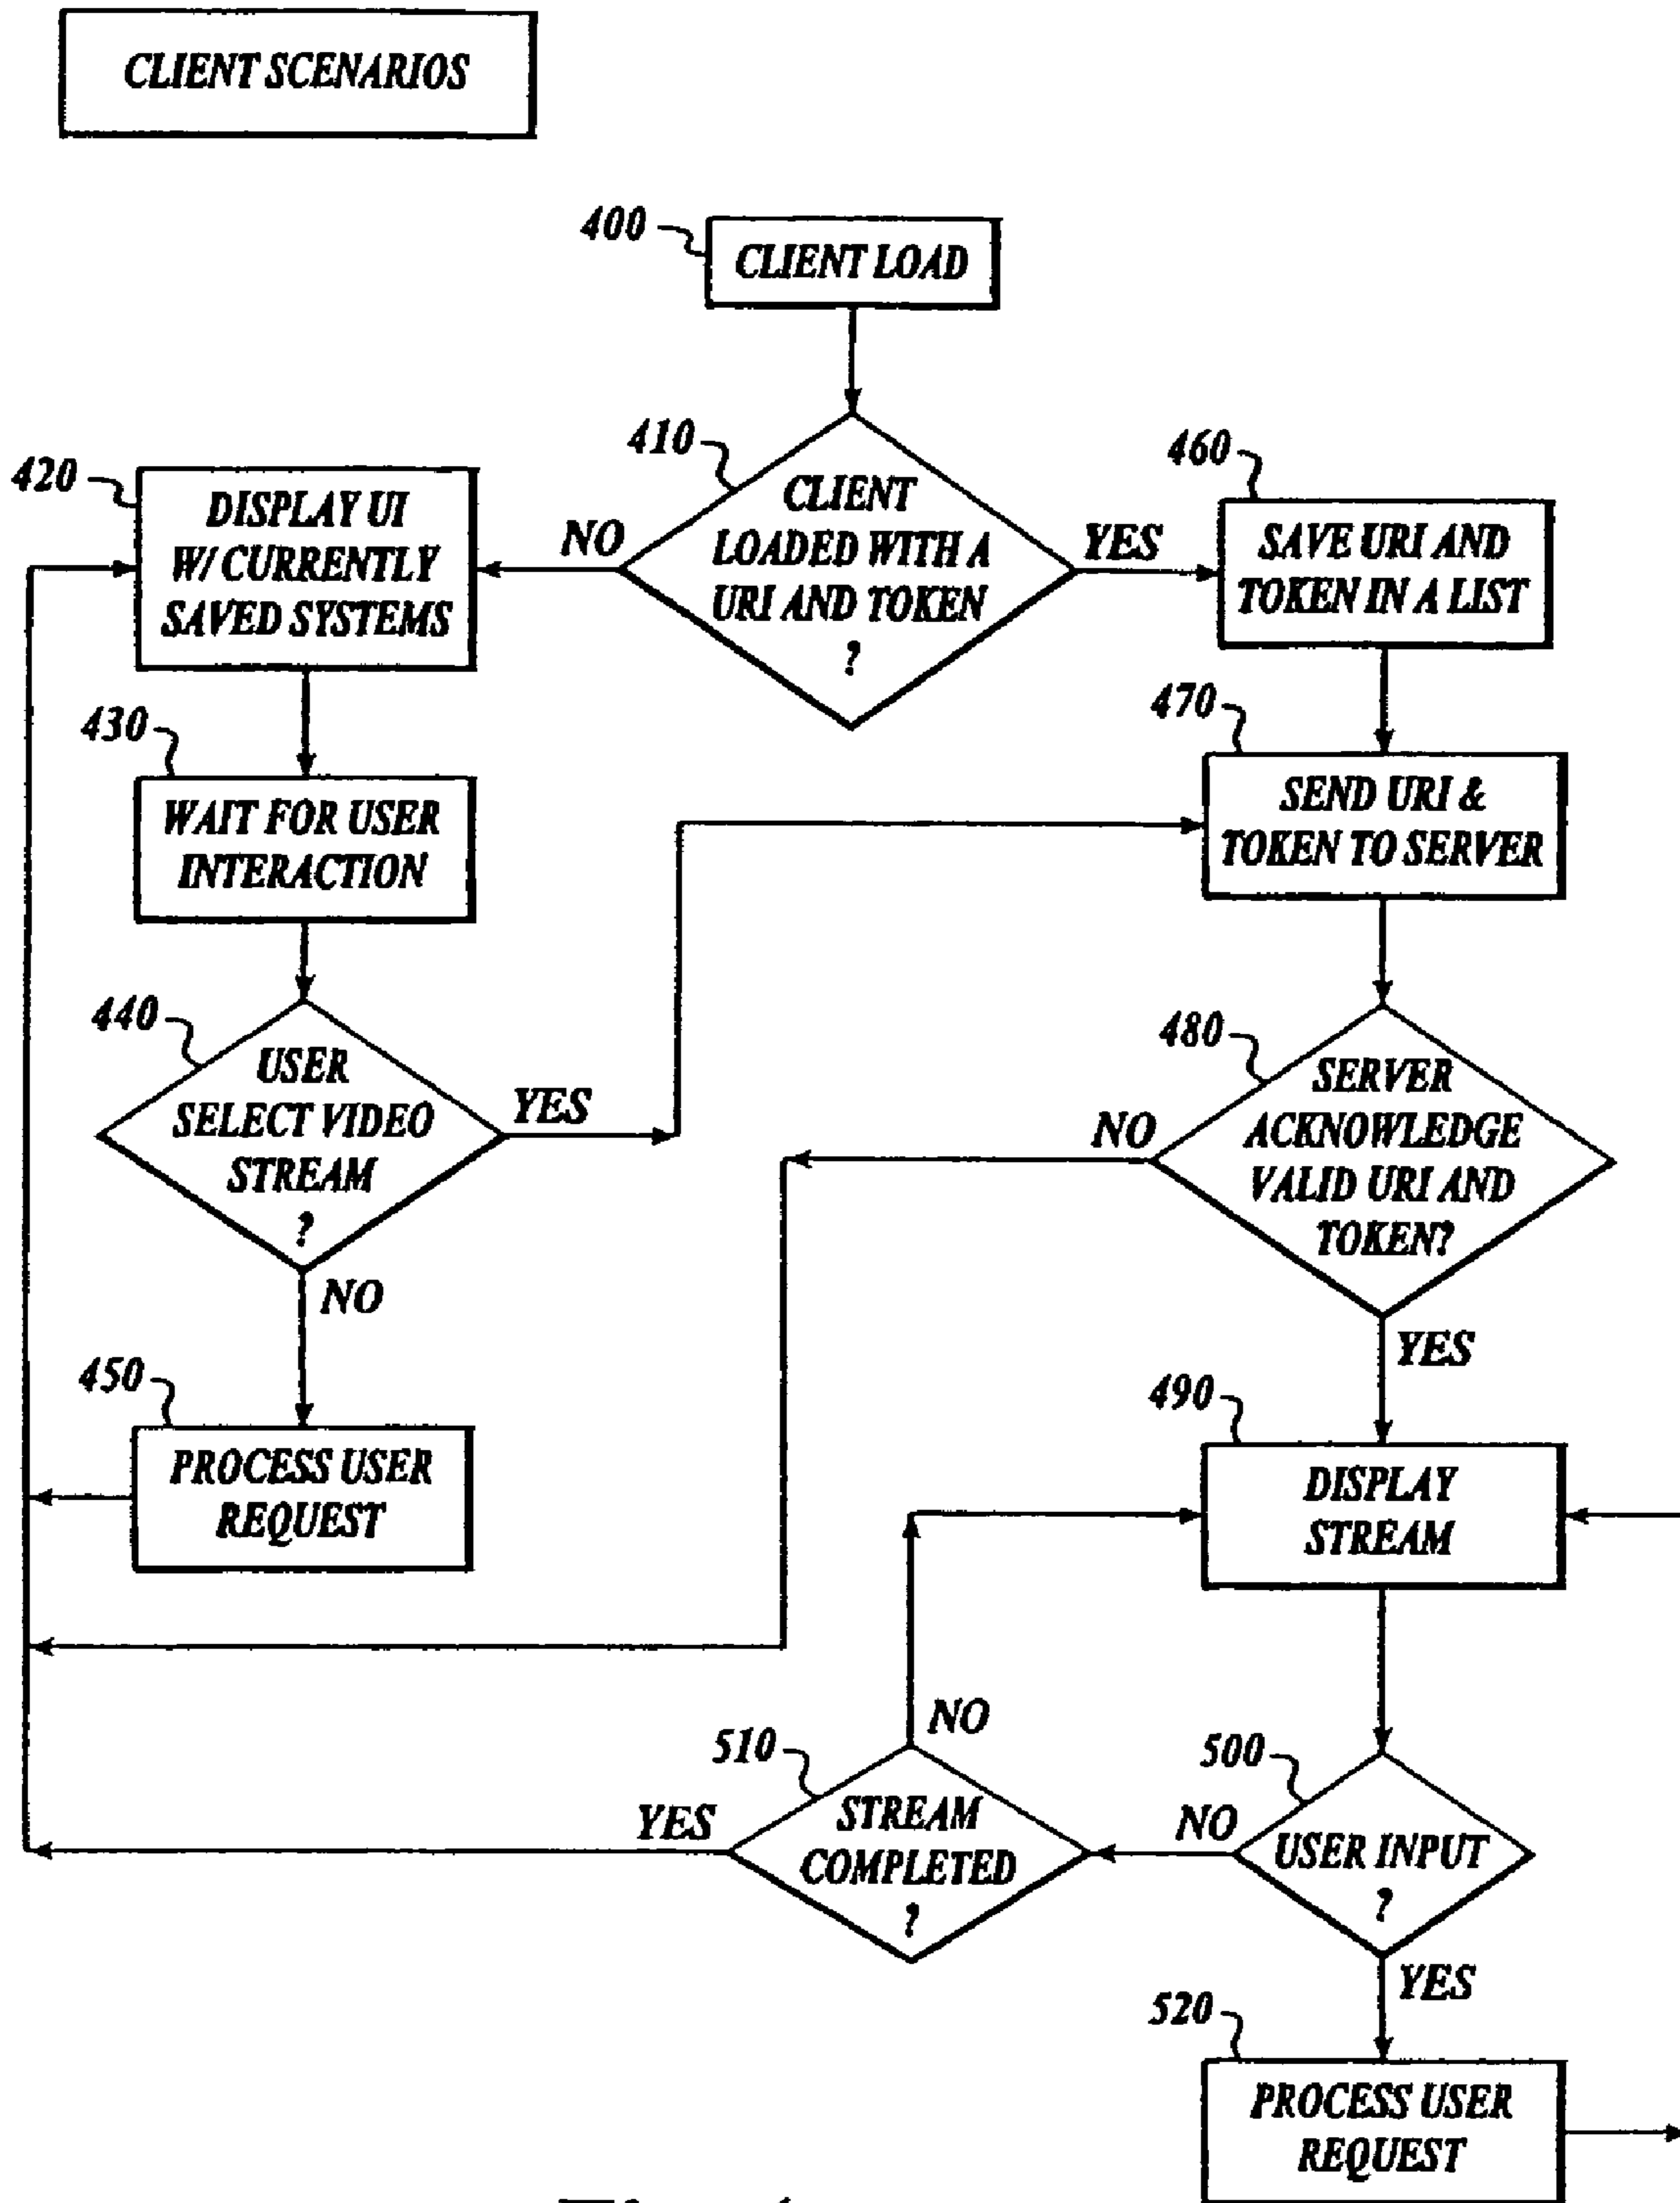 CLIENT SCENARIOS
400
CLIENT LOAD
410
CLIENT
LOADED WITH A
URI AND TOKEN
?
NO
YES
420
DISPLAY UI
W/ CURRENTLY
SAVED SYSTEMS
460
SAVE URI AND
TOKEN IN A LIST
430
WAIT FOR USER
INTERACTION
470
SEND URI &
TOKEN TO SERVER
440
USER
SELECT VIDEO
STREAM
?
YES
NO
480
SERVER
ACKNOWLEDGE
VALID URI AND
TOKEN?
NO
YES
450
PROCESS USER
REQUEST
490
DISPLAY
STREAM
510
STREAM
COMPLETED
?
NO
YES
500
USER INPUT
?
NO
YES
520
PROCESS USER
REQUEST